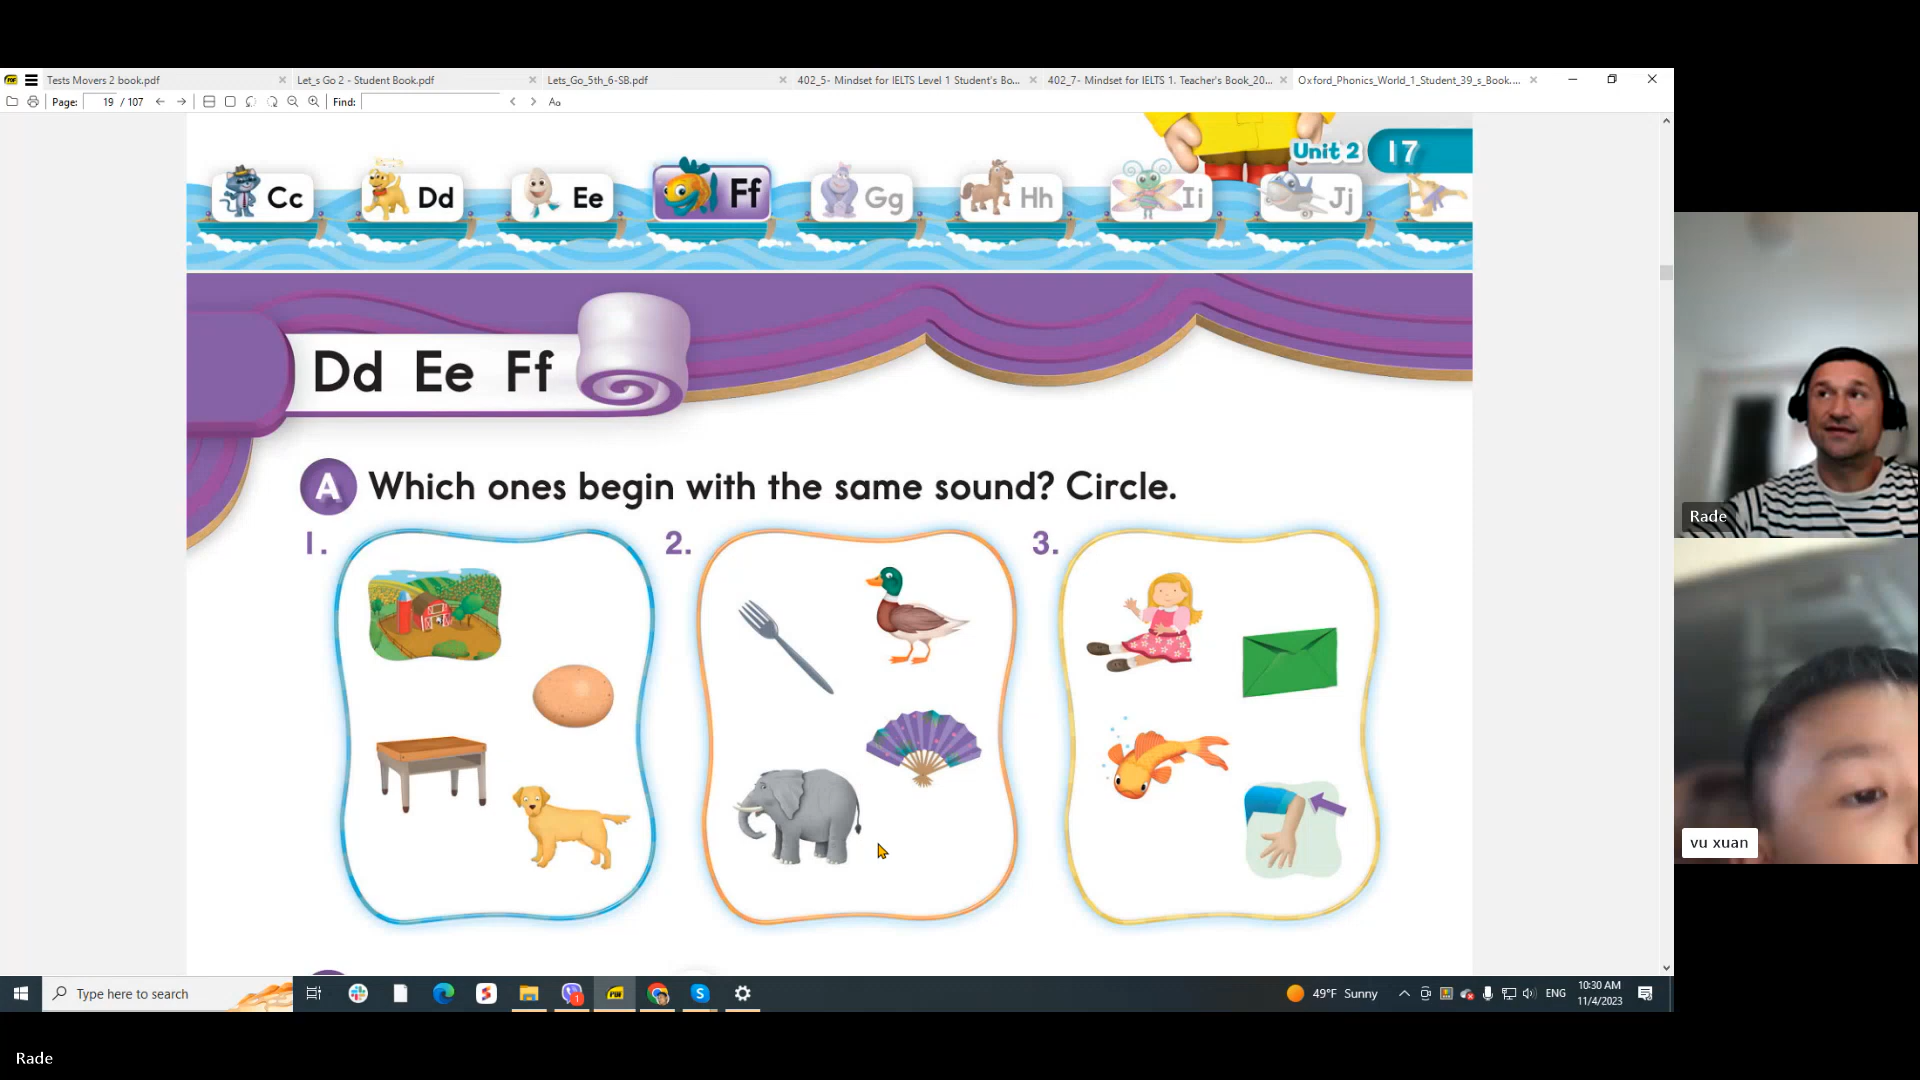 Tests Movers 2 book.pdf
Let_s Go 2 - Student Book.pdf
Lets_Go_5th_6-SB.pdf
402_5- Mindset for IELTS Level 1 Student's Bo...
402_7- Mindset for IELTS 1. Teacher's Book_20...
Oxford_Phonics_World_1_Student_39_s_Book....
Page: 19 / 107
Find:
Aa
Unit 2 17
Cc Dd Ee Ff Gg Hh Ii Jj
Dd Ee Ff
A Which ones begin with the same sound? Circle.
1. 2. 3.
Rade
vu xuan
Type here to search
49°F Sunny
ENG
10:30 AM
11/4/2023
Rade